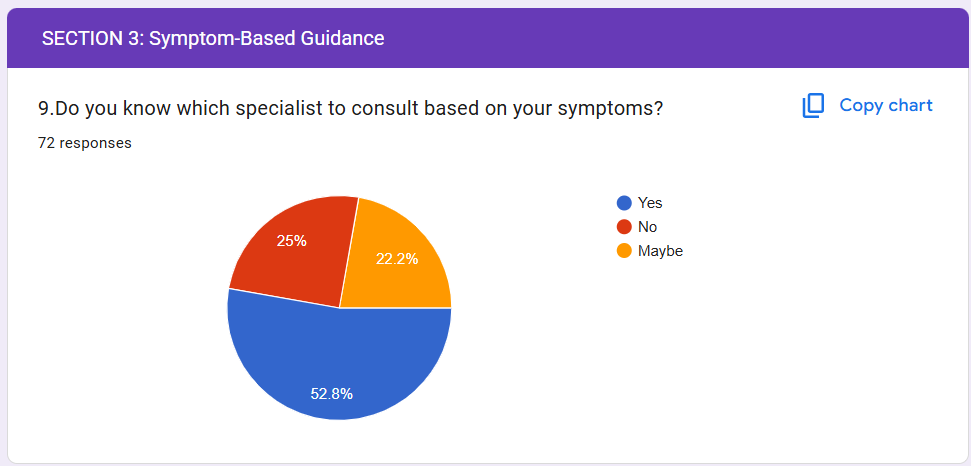 SECTION 3: Symptom-Based Guidance
9.Do you know which specialist to consult based on your symptoms?
Copy chart
72 responses
Yes
No
Maybe
25%
22.2%
52.8%